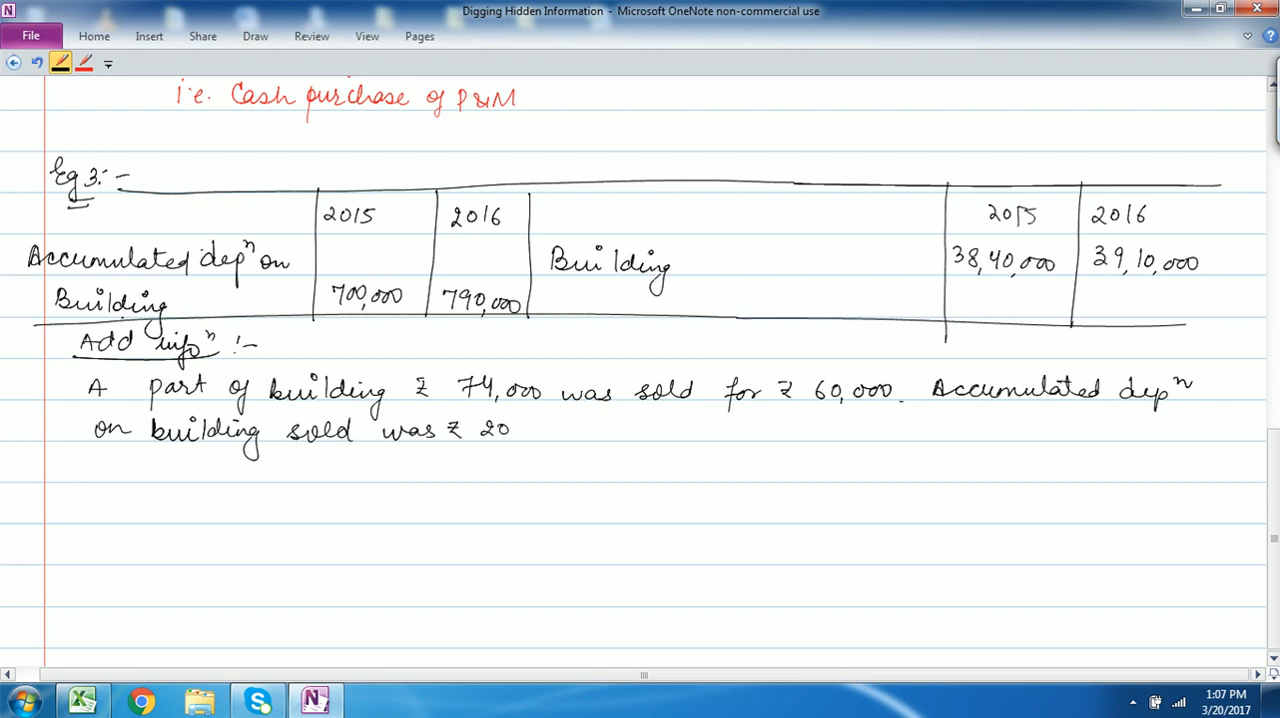 Digging Hidden Information - Microsoft OneNote non-commercial use
File Home Insert Share Draw Review View Pages
i.e. Cash purchase of P&M
Eg 3:-
2015 2016 2015 2016
Accumulated depⁿ on Building 38,40,000 39,10,000
Building 700,000 790,000
Add infoⁿ :-
A part of building ₹ 74,000 was sold for ₹ 60,000. Accumulated depⁿ
on building sold was ₹ 20
1:07 PM
3/20/2017